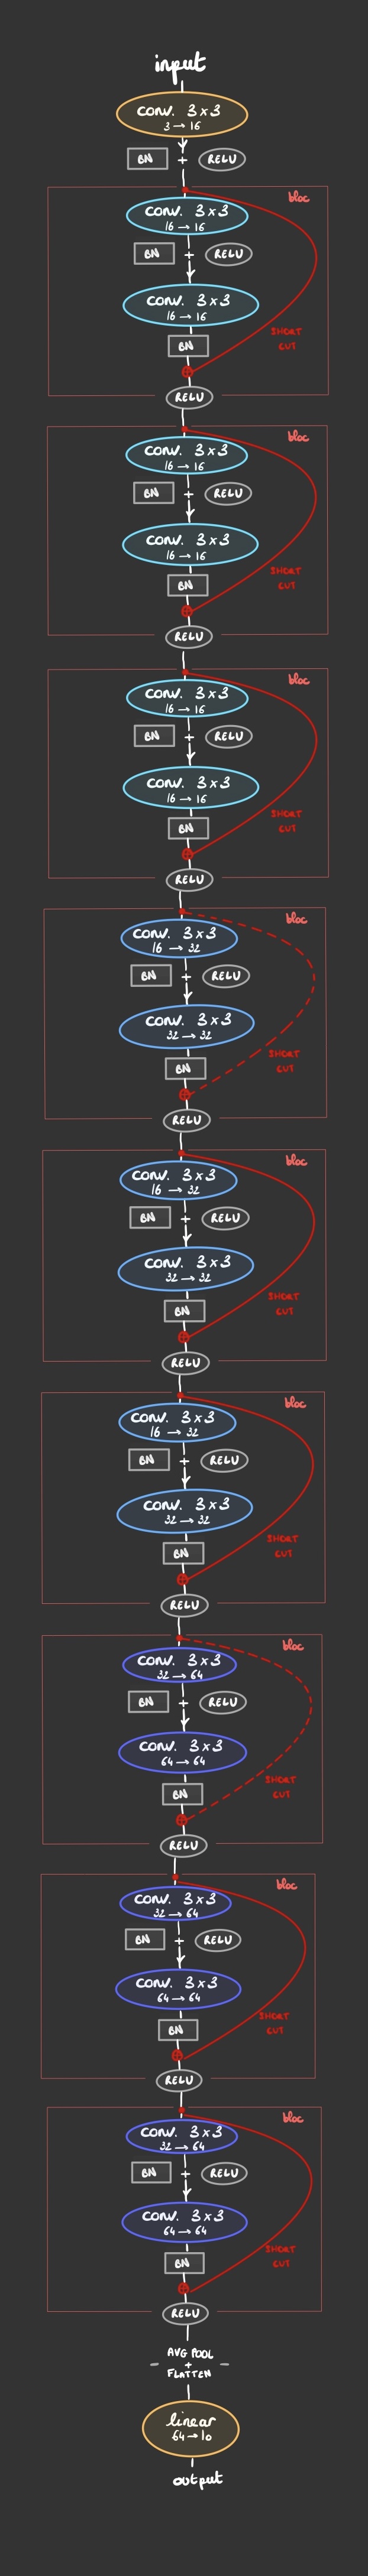 input
conv. 3x3
3 → 16
BN + RELU
bloc
conv. 3x3
16 → 16
BN + RELU
conv. 3x3
16 → 16
SHORT
CUT
BN
RELU
bloc
conv. 3x3
16 → 16
BN + RELU
conv. 3x3
16 → 16
SHORT
CUT
BN
RELU
bloc
conv. 3x3
16 → 16
BN + RELU
conv. 3x3
16 → 16
SHORT
CUT
BN
RELU
bloc
conv. 3x3
16 → 32
BN + RELU
conv. 3x3
32 → 32
SHORT
CUT
BN
RELU
bloc
conv. 3x3
16 → 32
BN + RELU
conv. 3x3
32 → 32
SHORT
CUT
BN
RELU
bloc
conv. 3x3
16 → 32
BN + RELU
conv. 3x3
32 → 32
SHORT
CUT
BN
RELU
bloc
conv. 3x3
32 → 64
BN + RELU
conv. 3x3
64 → 64
SHORT
CUT
BN
RELU
bloc
conv. 3x3
32 → 64
BN + RELU
conv. 3x3
64 → 64
SHORT
CUT
BN
RELU
bloc
conv. 3x3
32 → 64
BN + RELU
conv. 3x3
64 → 64
SHORT
CUT
BN
RELU
AVG POOL
+
FLATTEN
linear
64 → 10
output